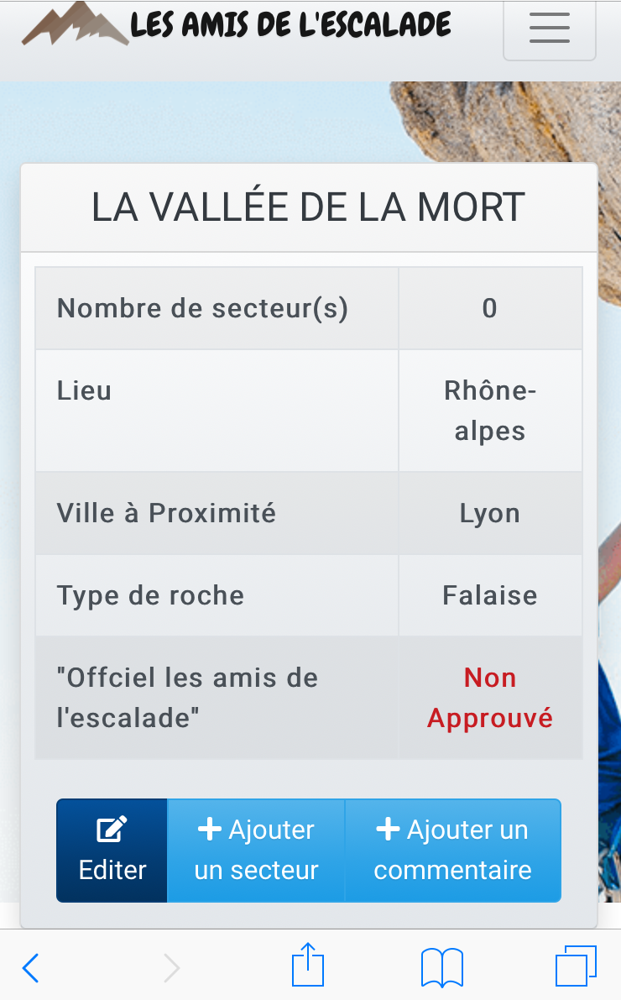 LES AMIS DE L'ESCALADE
LA VALLÉE DE LA MORT
Nombre de secteur(s) 0
Lieu Rhône-
alpes
Ville à Proximité Lyon
Type de roche Falaise
"Offciel les amis de Non
l'escalade" Approuvé
Editer
Ajouter
un secteur
Ajouter un
commentaire